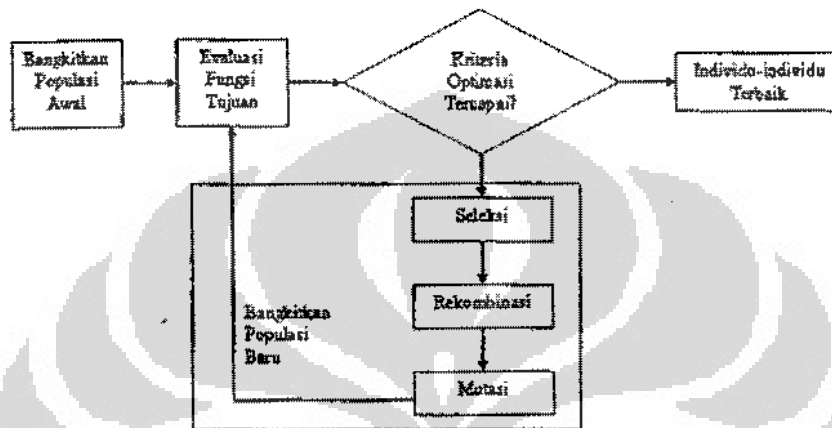 Bangkitkan
Populasi
Awal
Evaluasi
Fungsi
Tujuan
Kriteria
Optimasi
Tercapai?
Individu-individu
Terbaik
Seleksi
Rekombinasi
Bangkitkan
Populasi
Baru
Mutasi